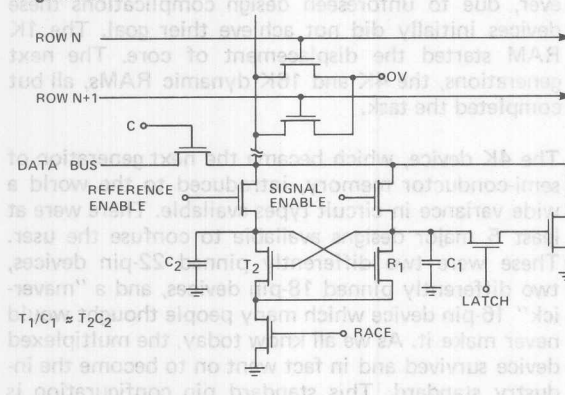 ever, due to unforeseen design complications these
devices initially did not achieve thier goal. The 1K
ROW N
RAM started the displacement of core. The next
OV
generations, the 4K and 16K dynamic RAMs, all but
ROW N+1
completed the task.
C
DATA BUS
The 4K device, which became the next generation of
REFERENCE
ENABLE
SIGNAL
ENABLE
semi-conductor memory, introduced to the world a
wide variance in circuit types available. There were at
least 5 major designs available to confuse the user.
C2 T2 R1 C1
These were two differently pinned 22-pin devices,
two differently pinned 18-pin devices, and a "maver-
LATCH
T1/C1 ≈ T2C2
ick" 16-pin device which many people thought would
RACE
never make it. As we all know today, the multiplexed
device survived and in fact went on to become the in-
dustry standard. This standard pin configuration is